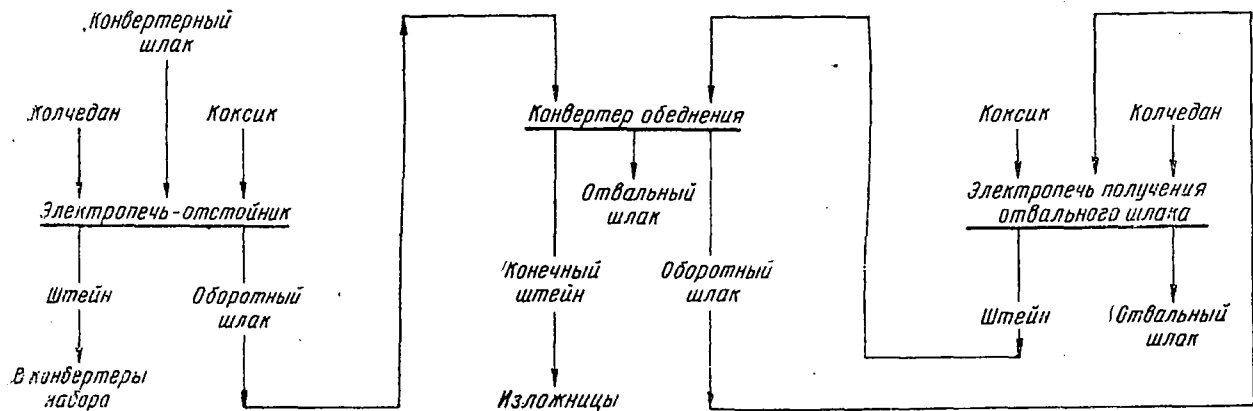 Конвертерный
шлак
Колчедан
Коксик
Электропечь-отстойник
Штейн
Оборотный
шлак
В конвертеры
набора
Конвертер обеднения
Отвальный
шлак
Конечный
штейн
Оборотный
шлак
Изложницы
Коксик
Колчедан
Электропечь получения
отвального шлака
Штейн
Отвальный
шлак